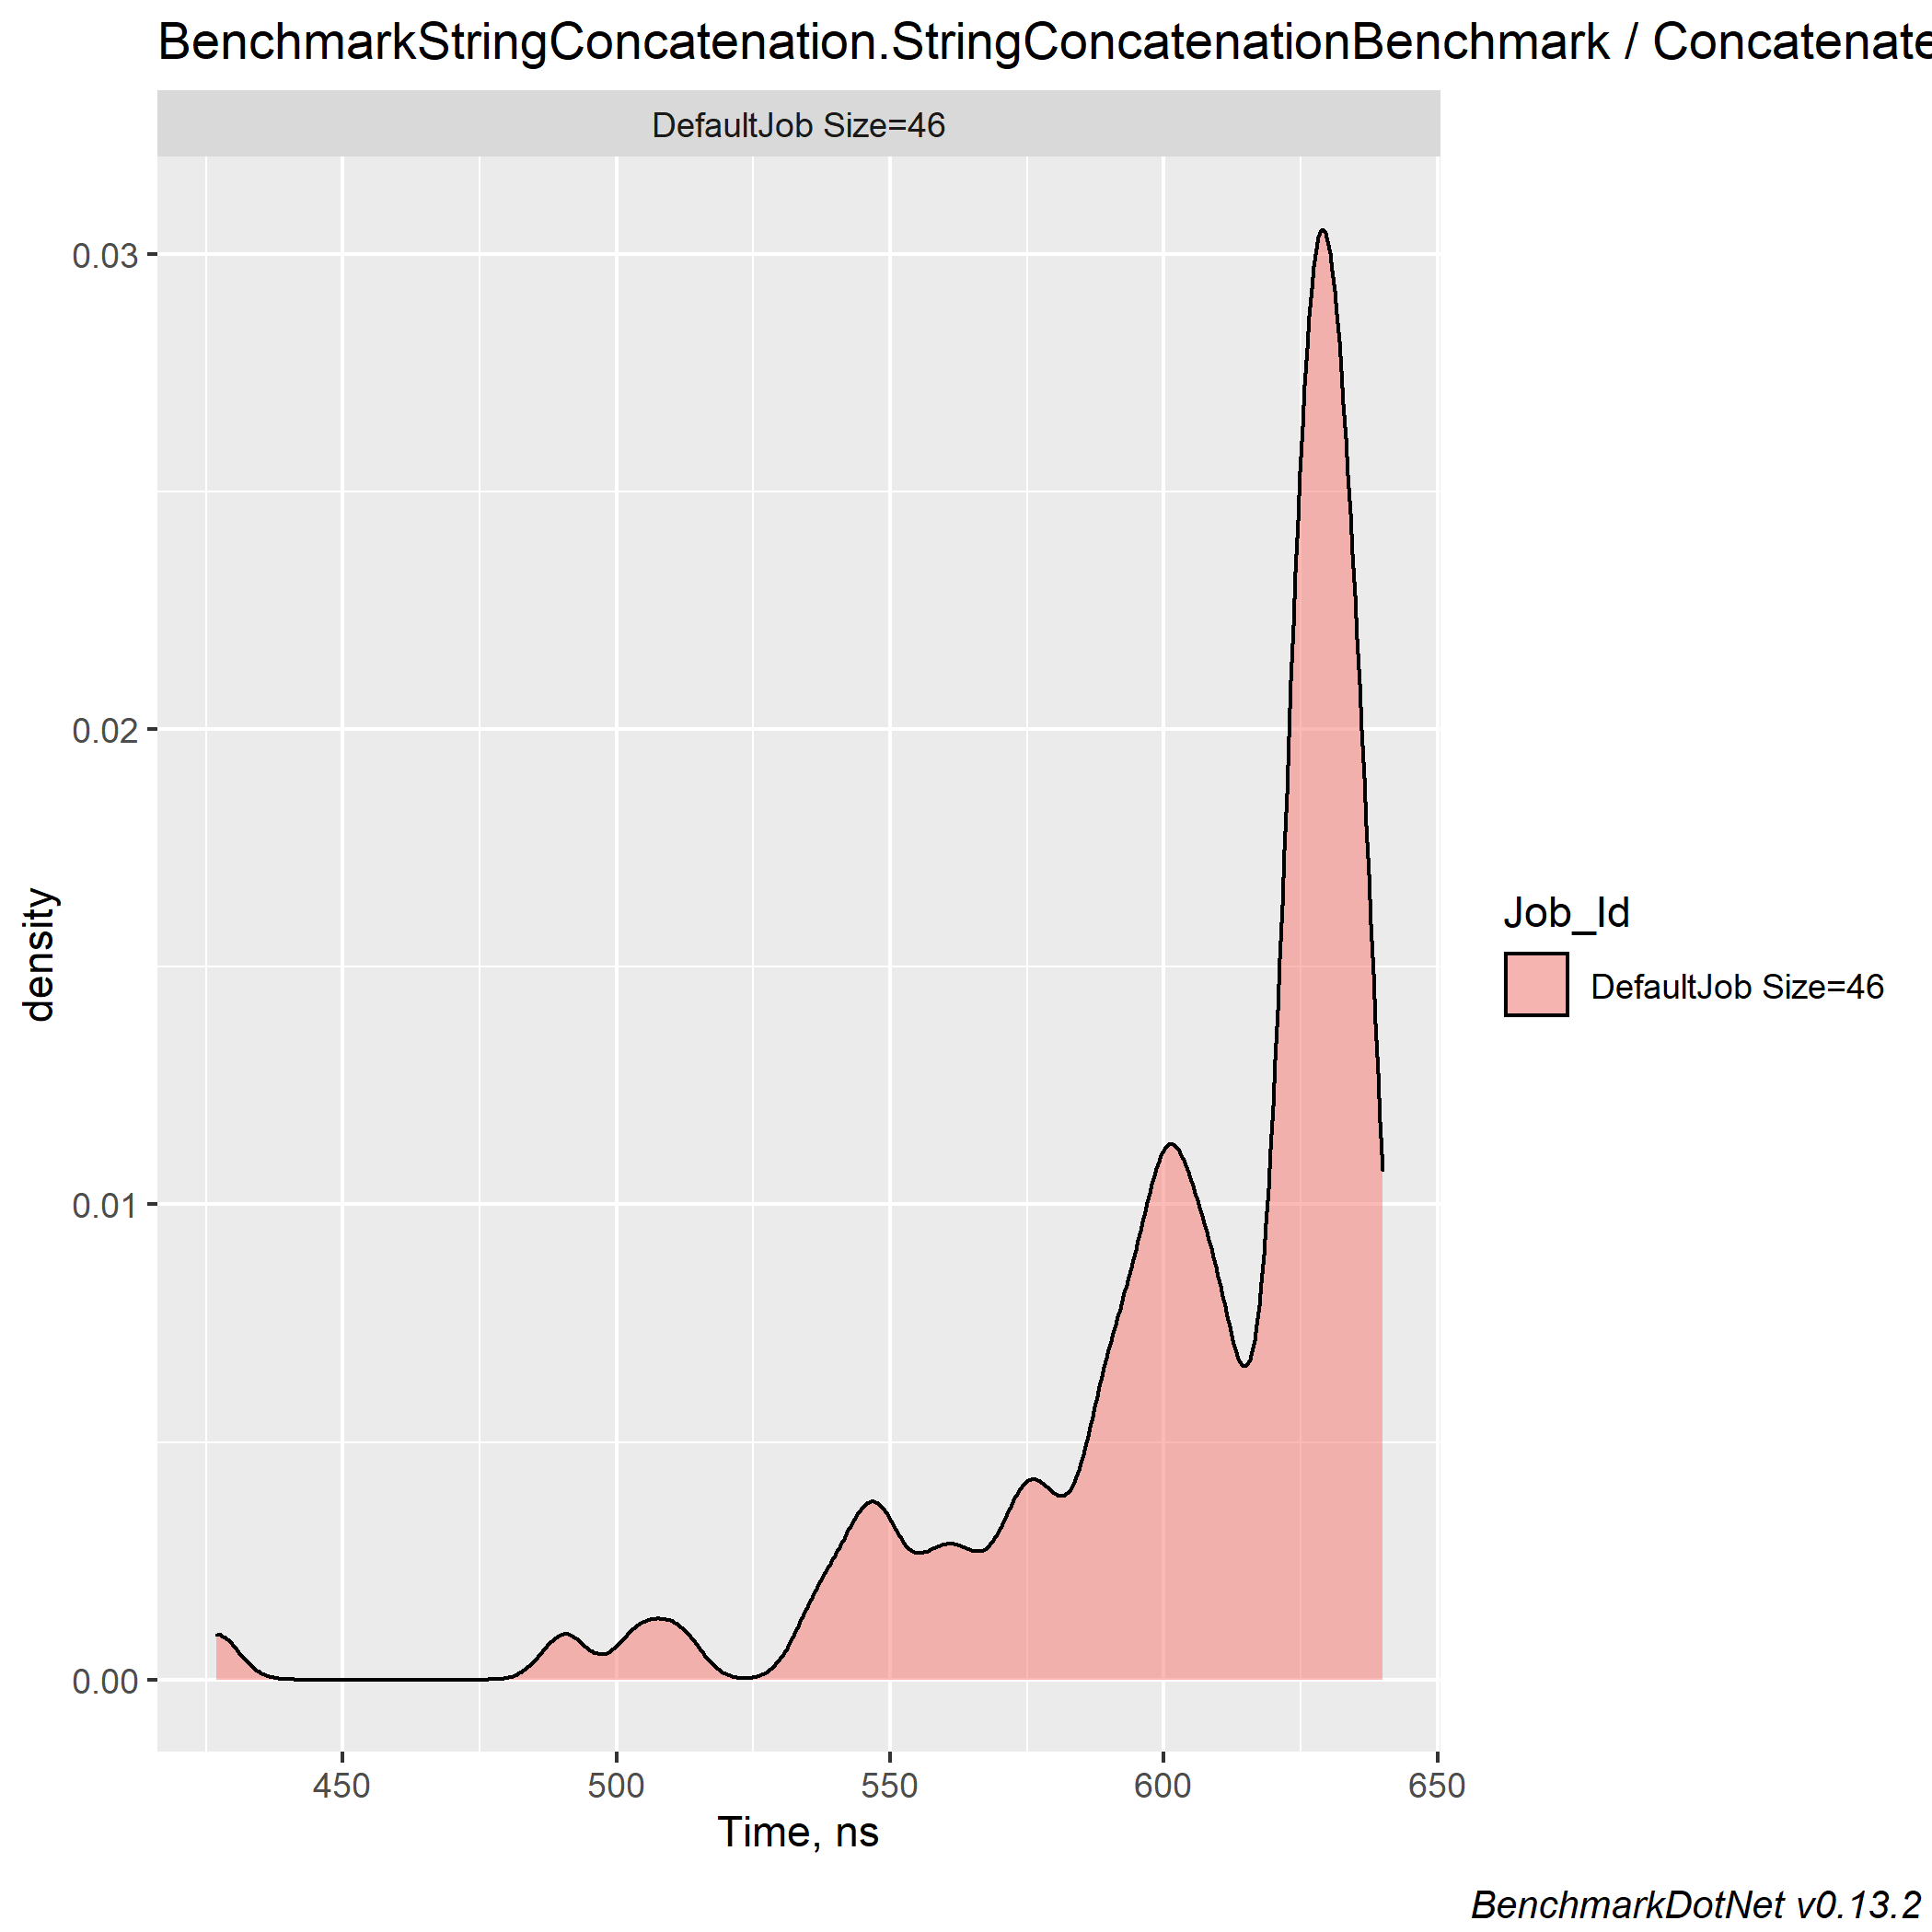 BenchmarkStringConcatenation.StringConcatenationBenchmark / Concatenate
DefaultJob Size=46
0.03
0.02
0.01
0.00
density
450 500 550 600 650
Time, ns
Job_Id
DefaultJob Size=46
BenchmarkDotNet v0.13.2